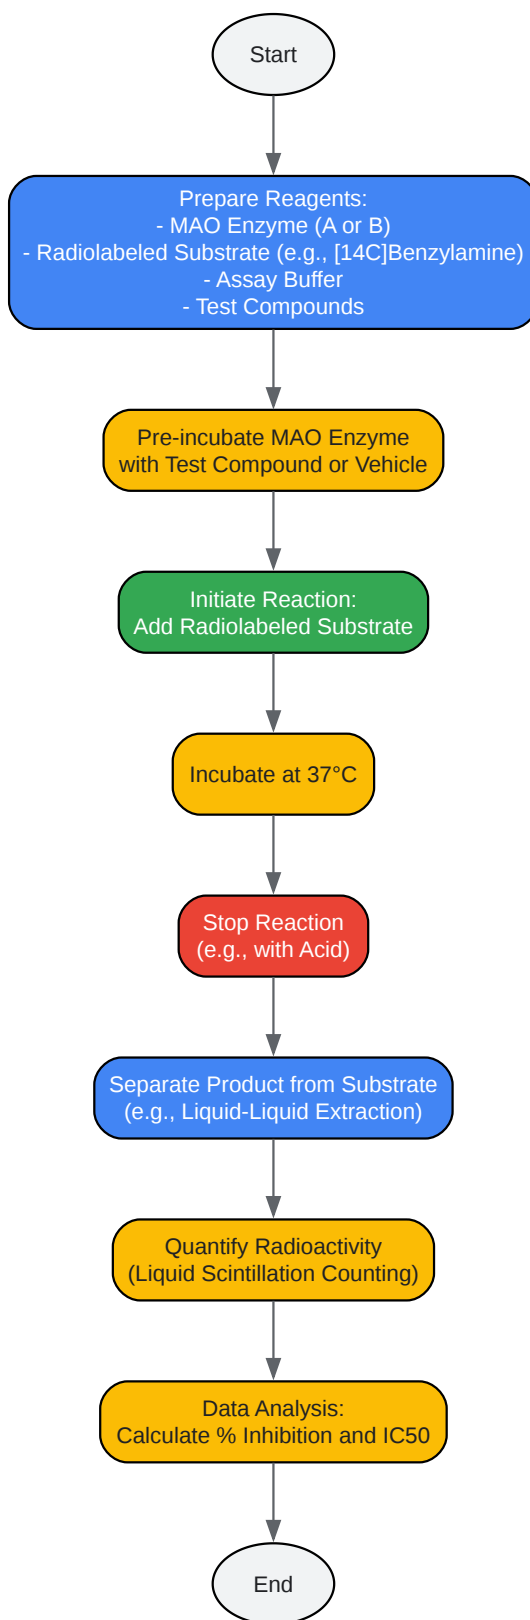 Start
Prepare Reagents:
- MAO Enzyme (A or B)
- Radiolabeled Substrate (e.g., [14C]Benzylamine)
- Assay Buffer
- Test Compounds
Pre-incubate MAO Enzyme
with Test Compound or Vehicle
Initiate Reaction:
Add Radiolabeled Substrate
Incubate at 37°C
Stop Reaction
(e.g., with Acid)
Separate Product from Substrate
(e.g., Liquid-Liquid Extraction)
Quantify Radioactivity
(Liquid Scintillation Counting)
Data Analysis:
Calculate % Inhibition and IC50
End